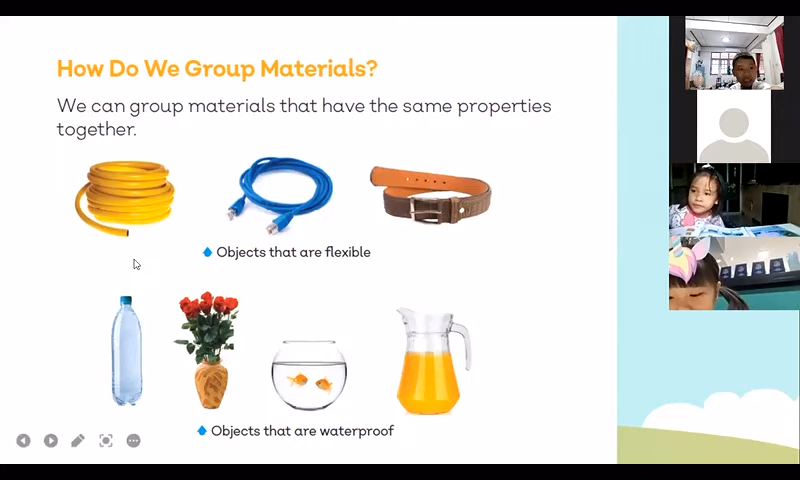 How Do We Group Materials?
We can group materials that have the same properties
together.
Objects that are flexible
Objects that are waterproof